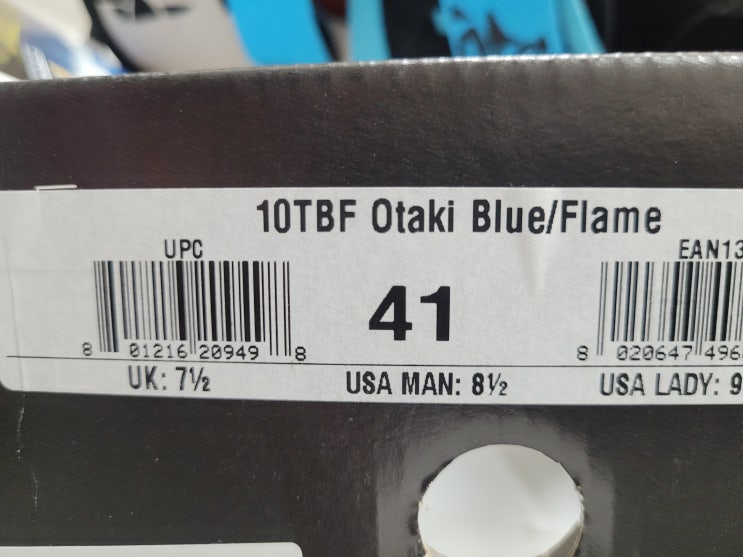 10TBF Otaki Blue/Flame
UPC
EAN13
41
8 01216 20949 8
8 020647 496
UK: 7½
USA MAN: 8½
USA LADY: 9